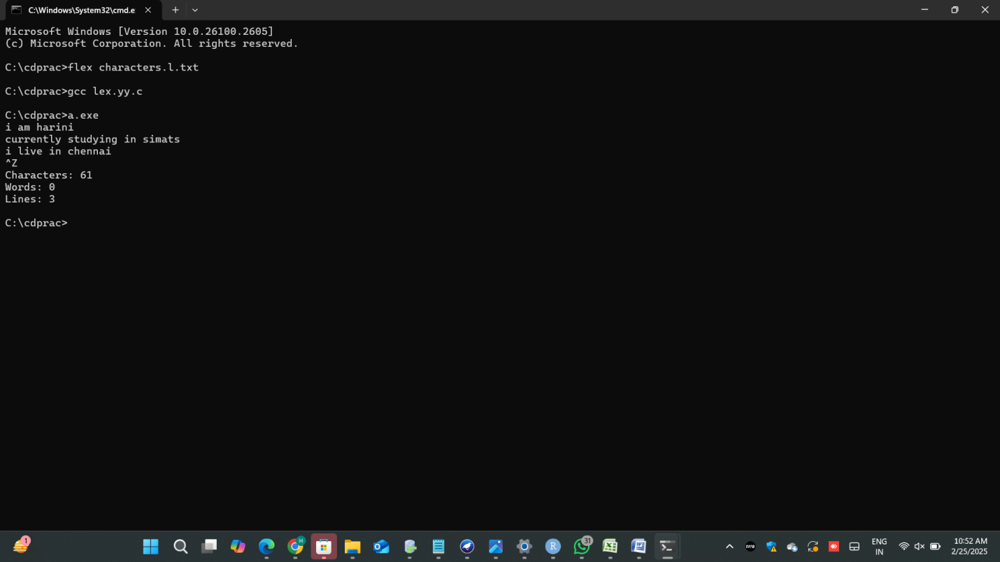 C:\Windows\System32\cmd.e
Microsoft Windows [Version 10.0.26100.2605]
(c) Microsoft Corporation. All rights reserved.
C:\cdprac>flex characters.l.txt
C:\cdprac>gcc lex.yy.c
C:\cdprac>a.exe
i am harini
currently studying in simats
i live in chennai
^Z
Characters: 61
Words: 0
Lines: 3
C:\cdprac>
1
H
R
31
ENG
IN
10:52 AM
2/25/2025